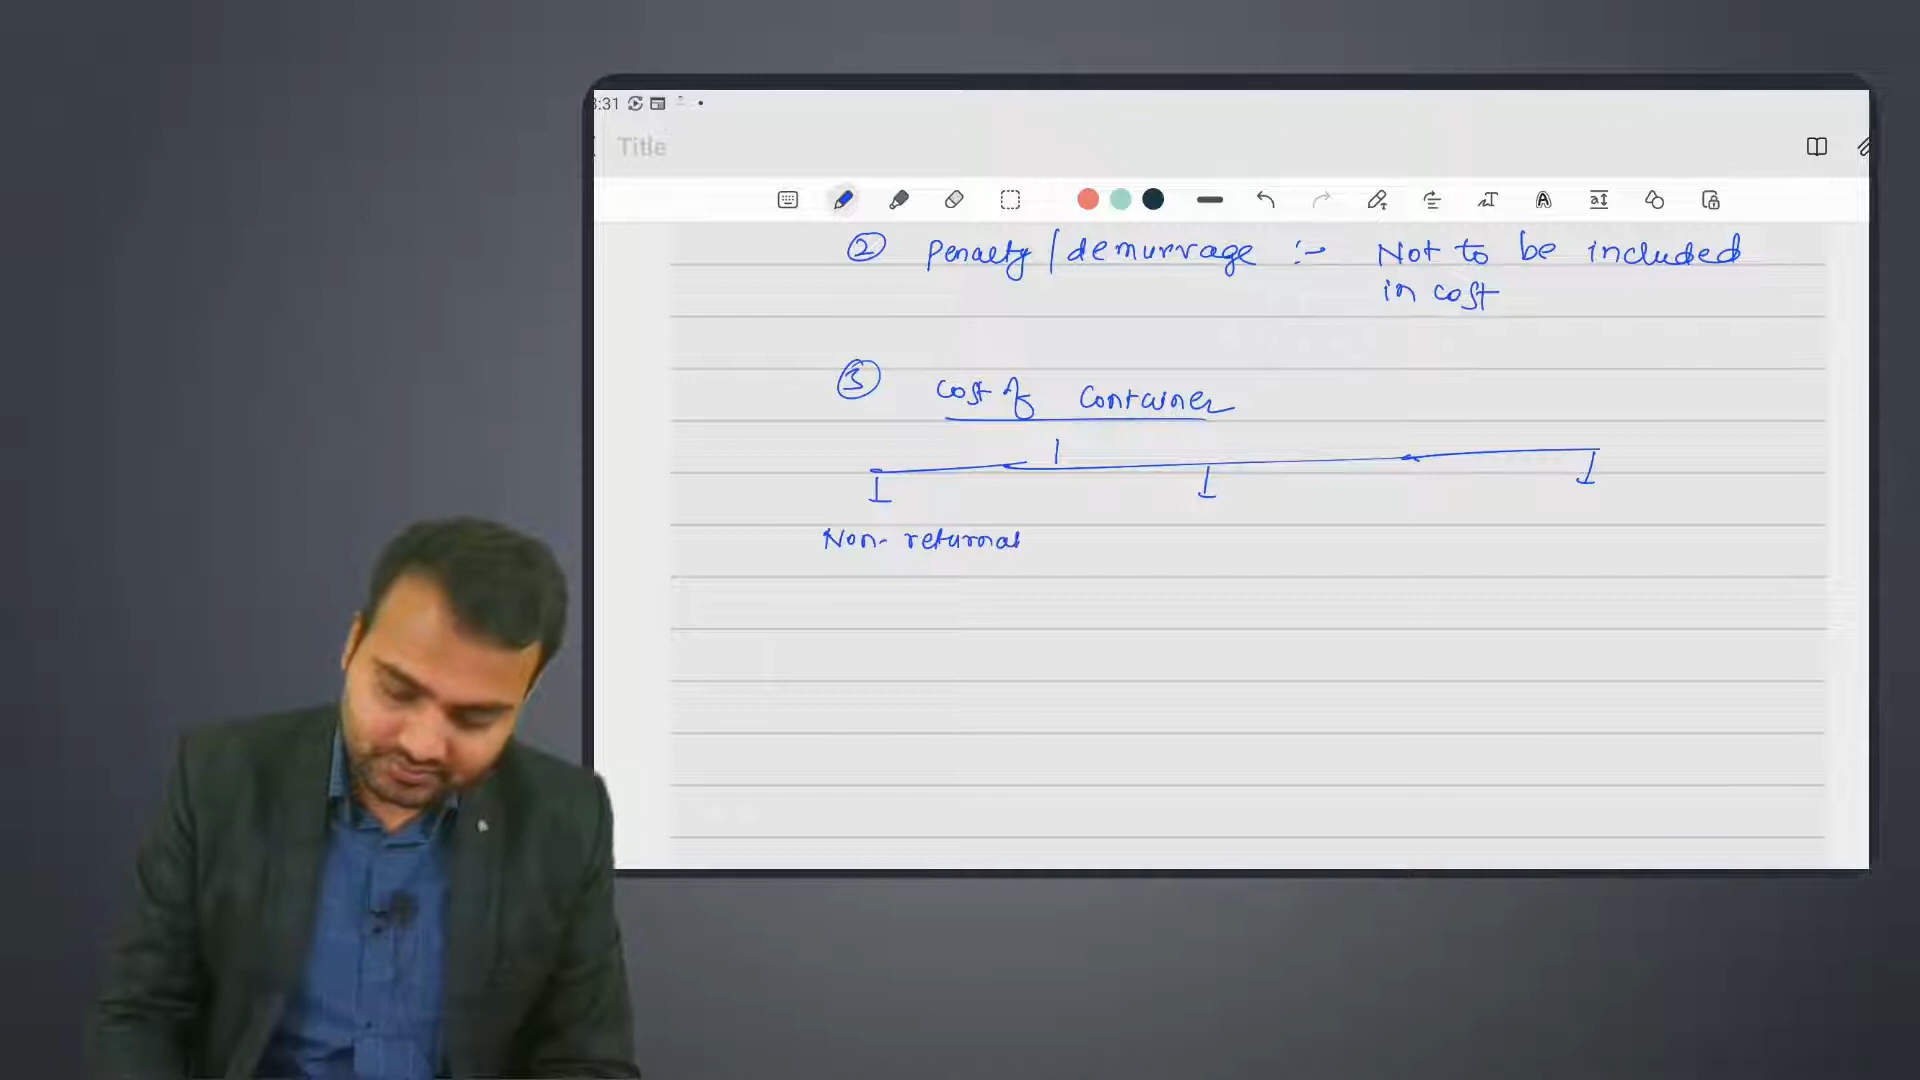 3:31
Title
② Penalty/demurrage :- Not to be included
in cost
③ Cost of Container
Non-returnal